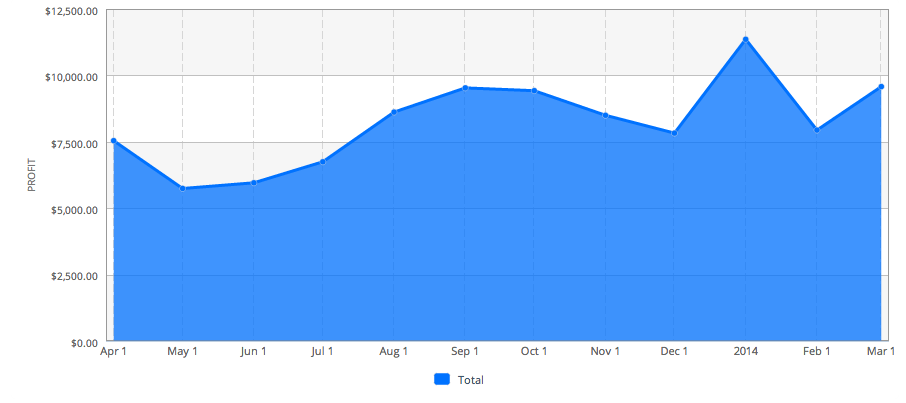 $12,500.00
$10,000.00
$7,500.00
$5,000.00
$2,500.00
$0.00
PROFIT
Apr 1 May 1 Jun 1 Jul 1 Aug 1 Sep 1 Oct 1 Nov 1 Dec 1 2014 Feb 1 Mar 1
Total